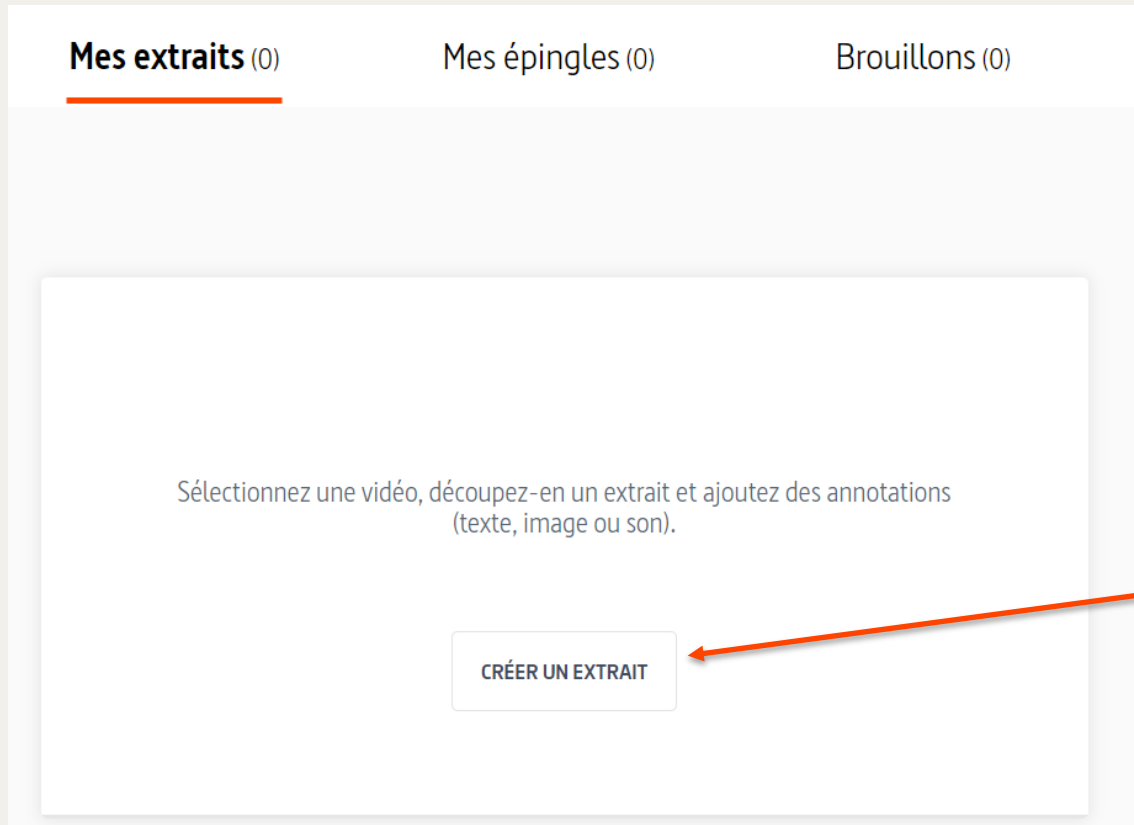 Mes extraits (0) Mes épingles (0) Brouillons (0)
Sélectionnez une vidéo, découpez-en un extrait et ajoutez des annotations
(texte, image ou son).
CRÉER UN EXTRAIT